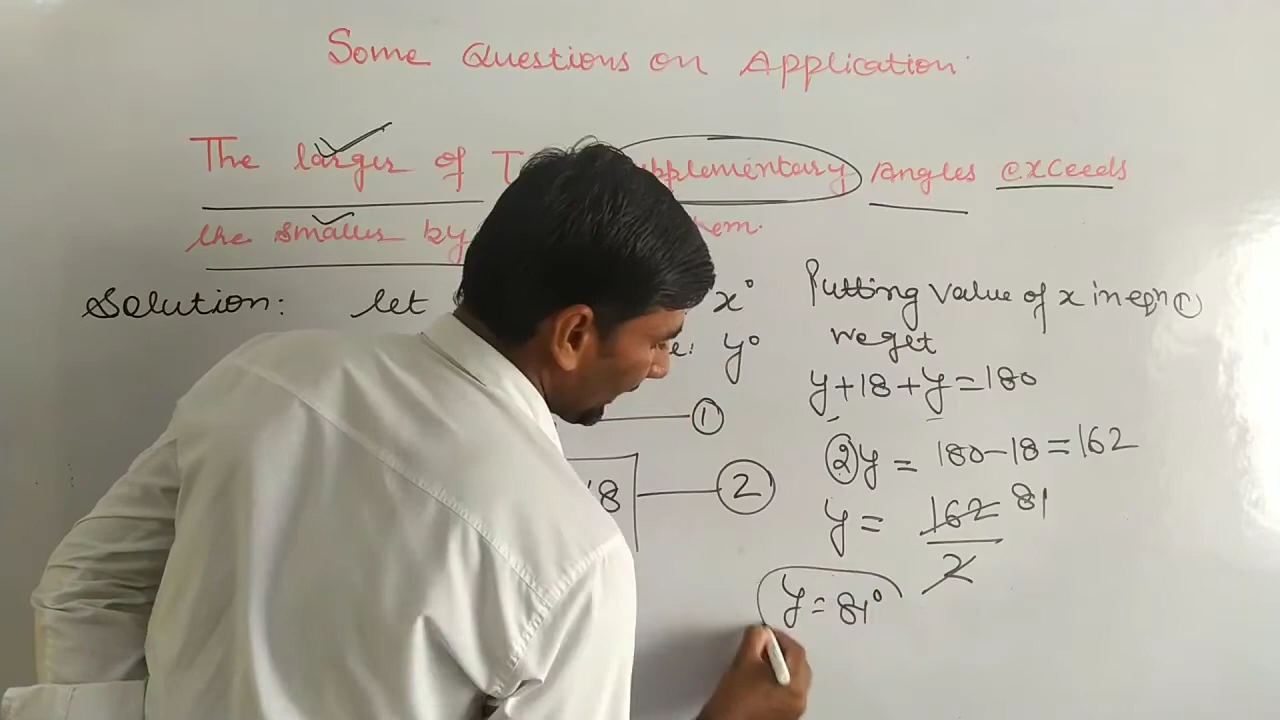 Some Questions on Application
The larger of Supplementary Angles exceeds
the smaller by
Solution: let x°
y°
Putting value of x in eqn ①
we get
y+18+y=180
①
2y = 180-18=162
18 ②
y = 162 81
2
y=81°